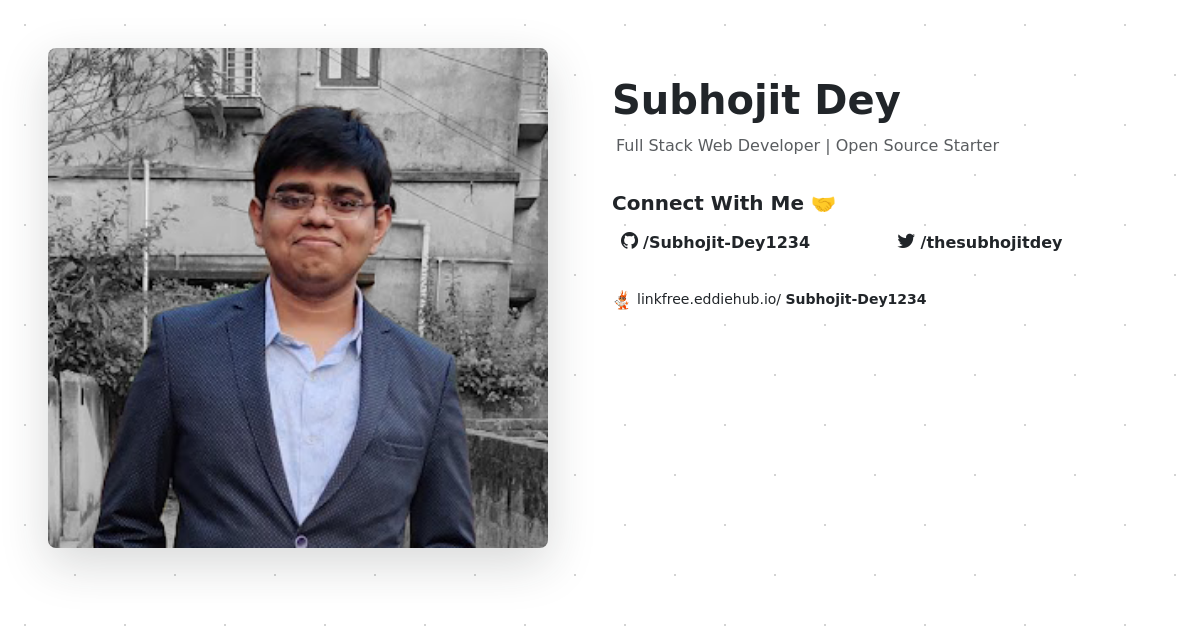 Subhojit Dey
Full Stack Web Developer | Open Source Starter
Connect With Me 🤝
/Subhojit-Dey1234 /thesubhojitdey
linkfree.eddiehub.io/ Subhojit-Dey1234